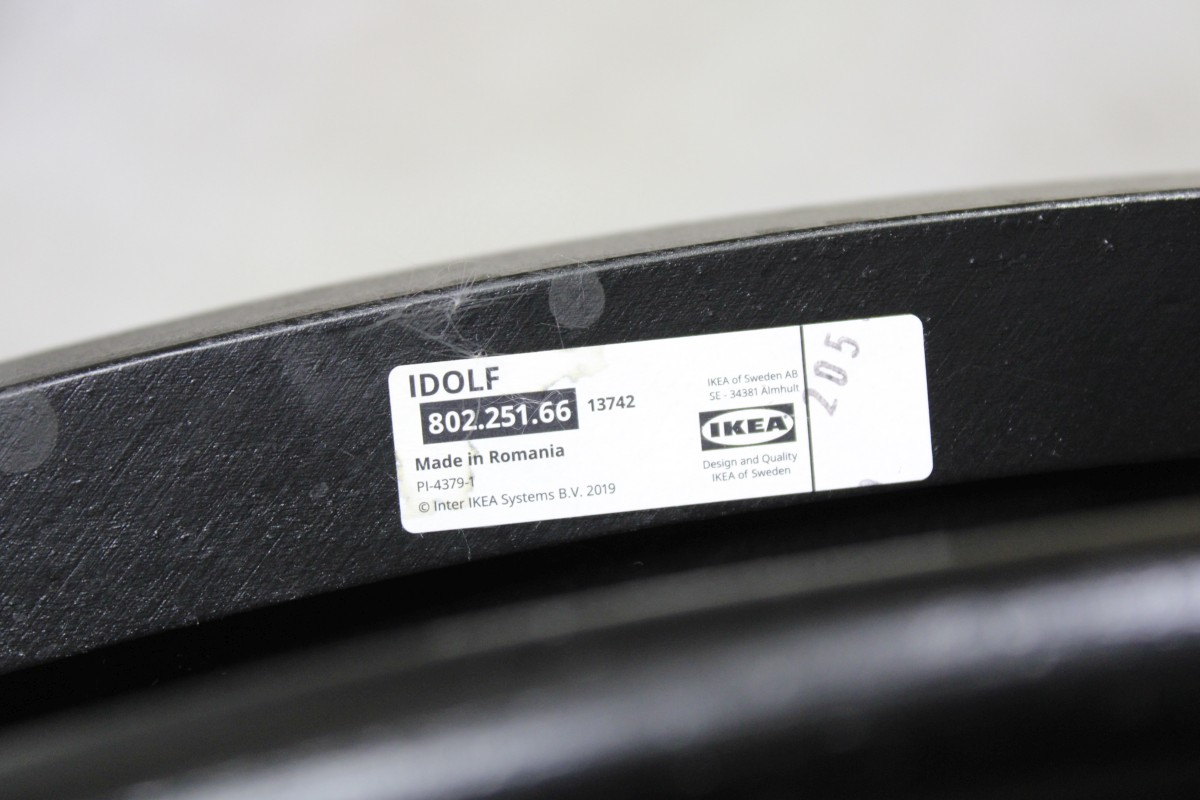 IDOLF
802.251.66 13742
Made in Romania
PI-4379-1
© Inter IKEA Systems B.V. 2019
IKEA of Sweden AB
SE - 34381 Älmhult
IKEA
Design and Quality
IKEA of Sweden